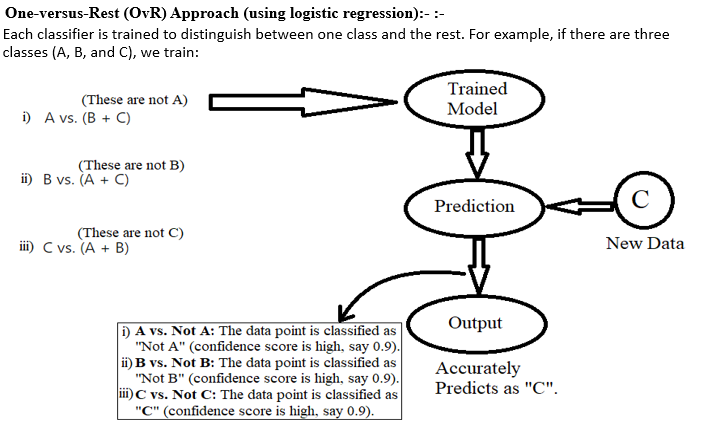 One-versus-Rest (OvR) Approach (using logistic regression):- :-
Each classifier is trained to distinguish between one class and the rest. For example, if there are three
classes (A, B, and C), we train:
(These are not A)
i) A vs. (B + C)
(These are not B)
ii) B vs. (A + C)
(These are not C)
iii) C vs. (A + B)
Trained
Model
Prediction
C
New Data
Output
Accurately
Predicts as "C".
i) A vs. Not A: The data point is classified as
"Not A" (confidence score is high, say 0.9).
ii) B vs. Not B: The data point is classified as
"Not B" (confidence score is high, say 0.9).
iii) C vs. Not C: The data point is classified as
"C" (confidence score is high, say 0.9).